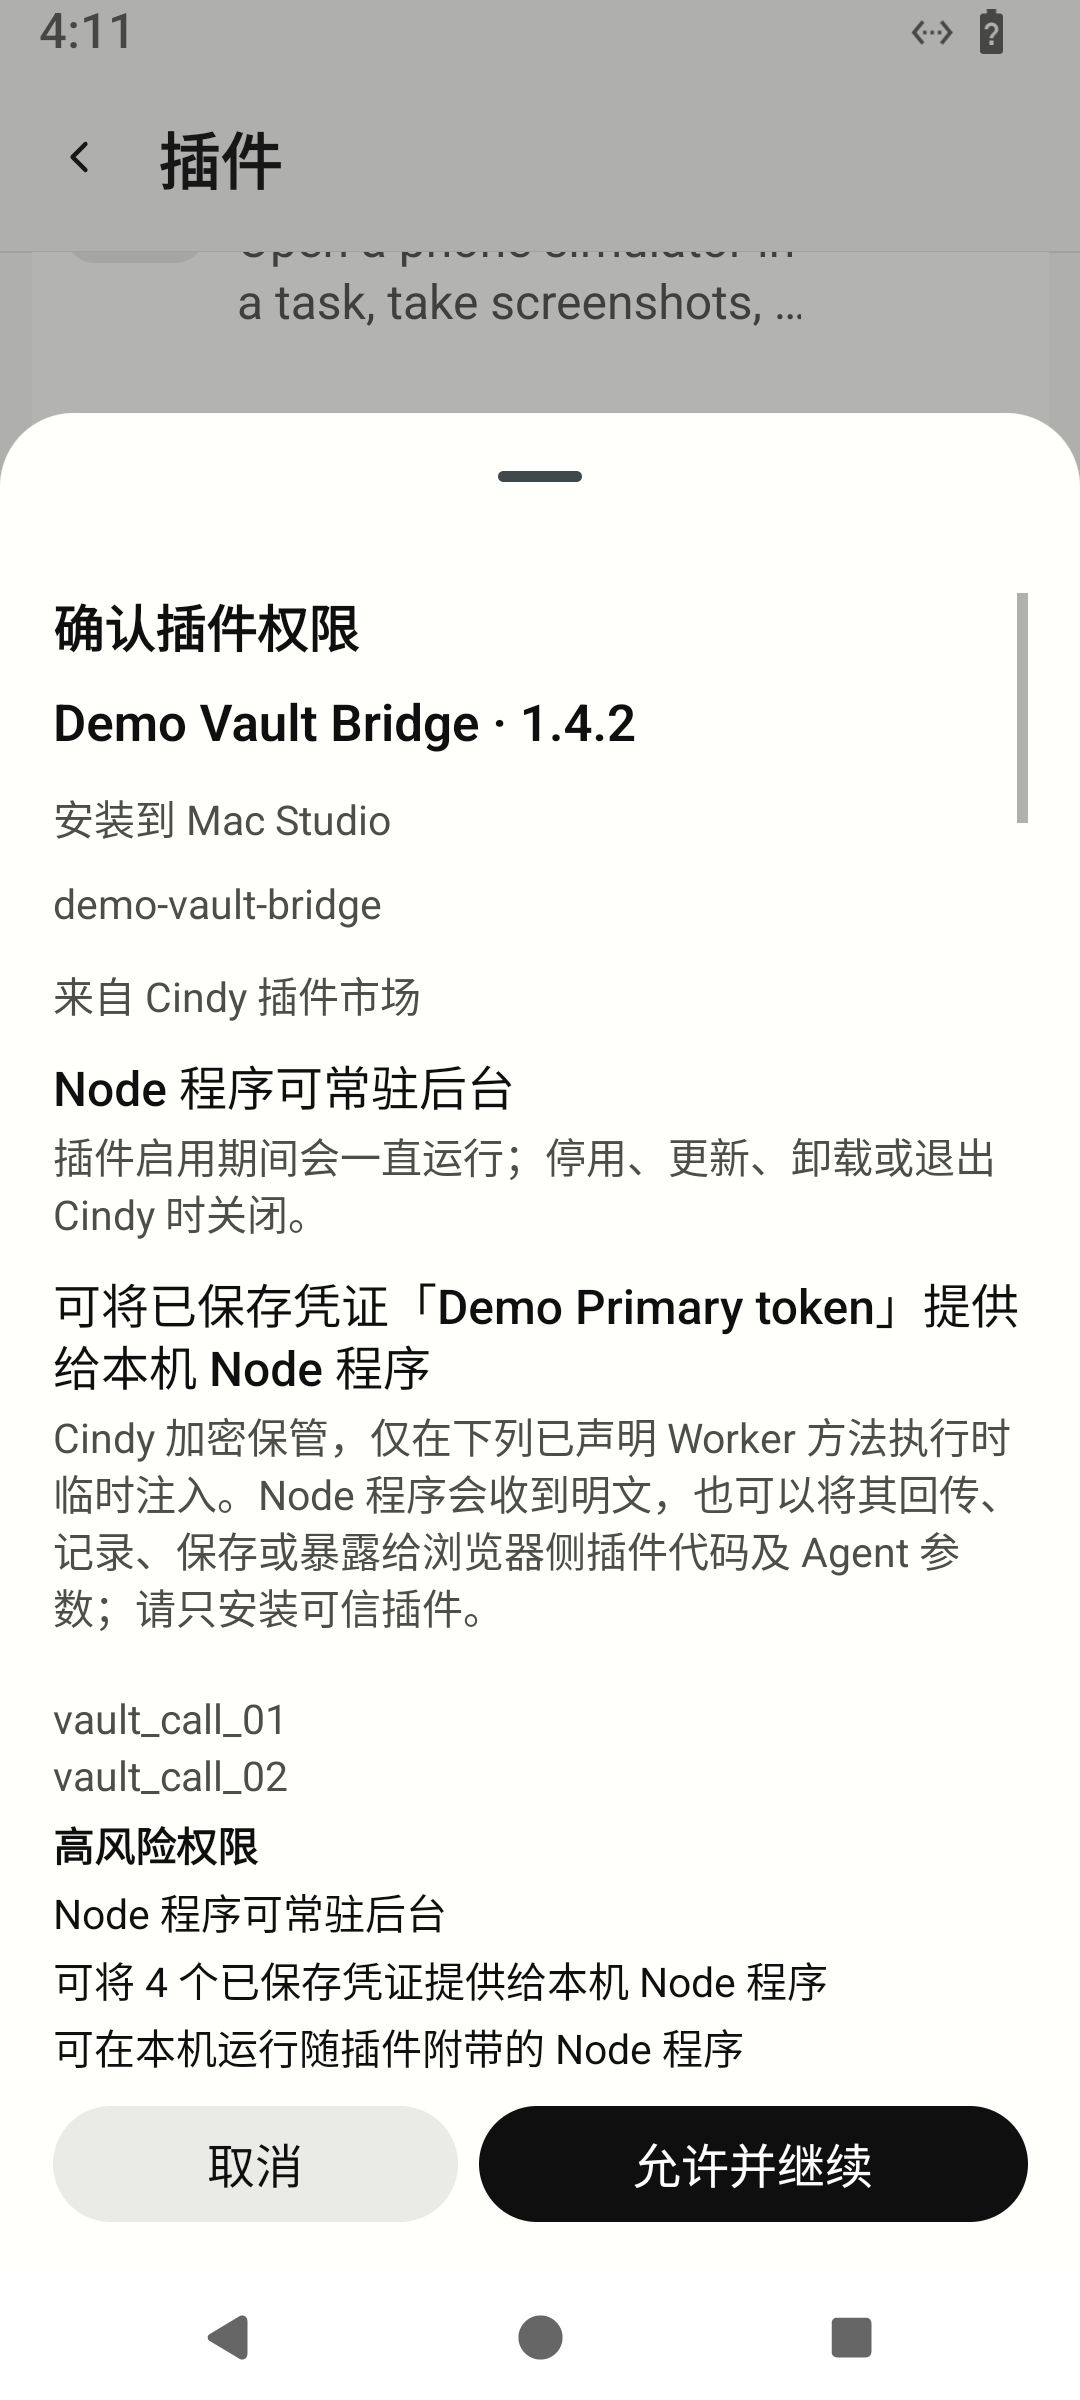 4:11
插件
Open a phone simulator in
a task, take screenshots, …
确认插件权限
Demo Vault Bridge · 1.4.2
安装到 Mac Studio
demo-vault-bridge
来自 Cindy 插件市场
Node 程序可常驻后台
插件启用期间会一直运行；停用、更新、卸载或退出
Cindy 时关闭。
可将已保存凭证「Demo Primary token」提供
给本机 Node 程序
Cindy 加密保管，仅在下列已声明 Worker 方法执行时
临时注入。Node 程序会收到明文，也可以将其回传、
记录、保存或暴露给浏览器侧插件代码及 Agent 参
数；请只安装可信插件。
vault_call_01
vault_call_02
高风险权限
Node 程序可常驻后台
可将 4 个已保存凭证提供给本机 Node 程序
可在本机运行随插件附带的 Node 程序
取消
允许并继续